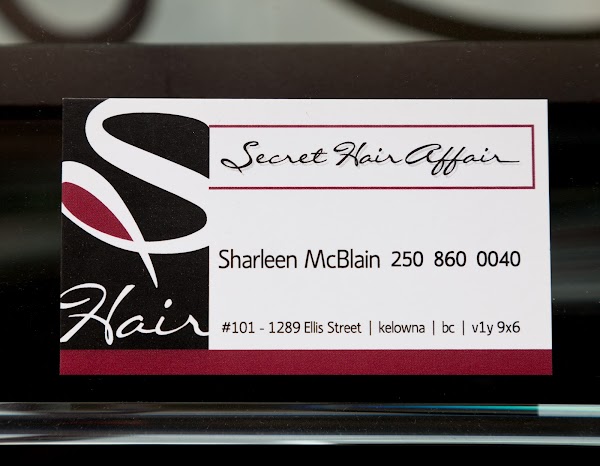 Secret Hair Affair
Sharleen McBlain 250 860 0040
#101 - 1289 Ellis Street | kelowna | bc | v1y 9x6
S
Hair